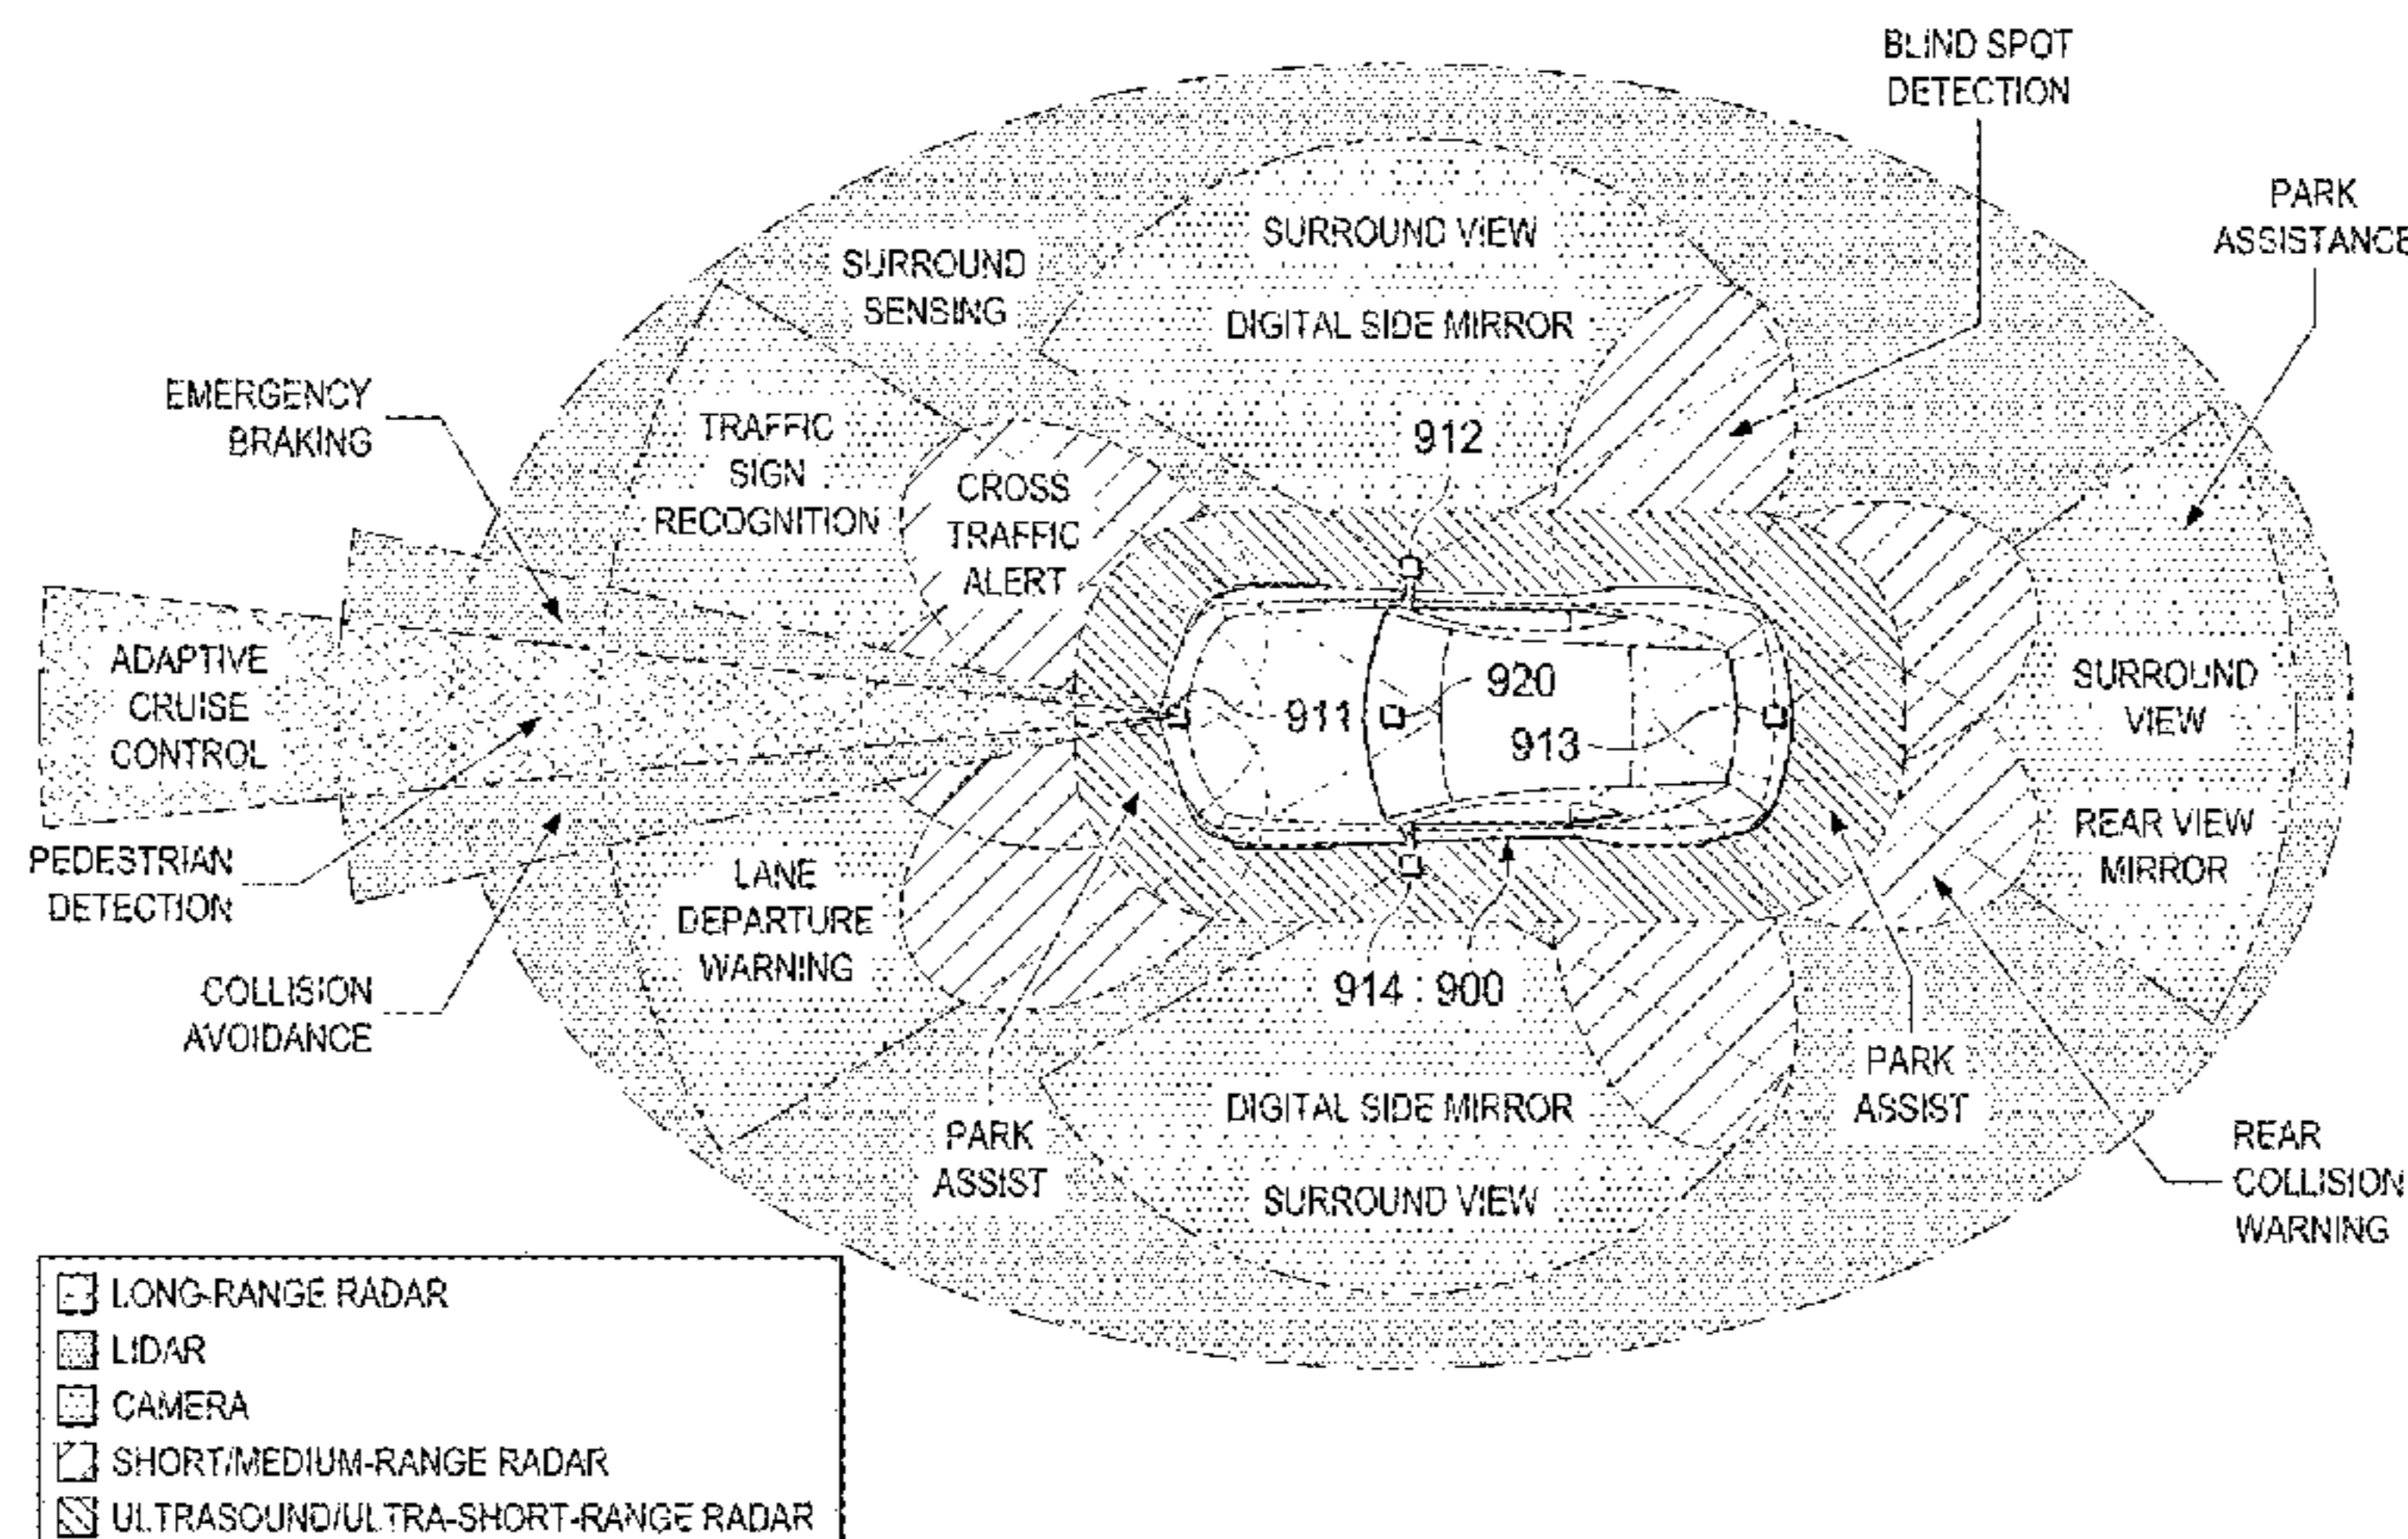 BLIND SPOT
DETECTION
PARK
ASSISTANCE
SURROUND VIEW
SURROUND
SENSING
DIGITAL SIDE MIRROR
EMERGENCY
BRAKING
TRAFFIC
SIGN
RECOGNITION
912
CROSS
TRAFFIC
ALERT
ADAPTIVE
CRUISE
CONTROL
911
920
913
SURROUND
VIEW
REAR VIEW
MIRROR
PEDESTRIAN
DETECTION
LANE
DEPARTURE
WARNING
COLLISION
AVOIDANCE
914
900
PARK
ASSIST
DIGITAL SIDE MIRROR
PARK
ASSIST
SURROUND VIEW
REAR
COLLISION
WARNING
LONG-RANGE RADAR
LIDAR
CAMERA
SHORT/MEDIUM-RANGE RADAR
ULTRASOUND/ULTRA-SHORT-RANGE RADAR